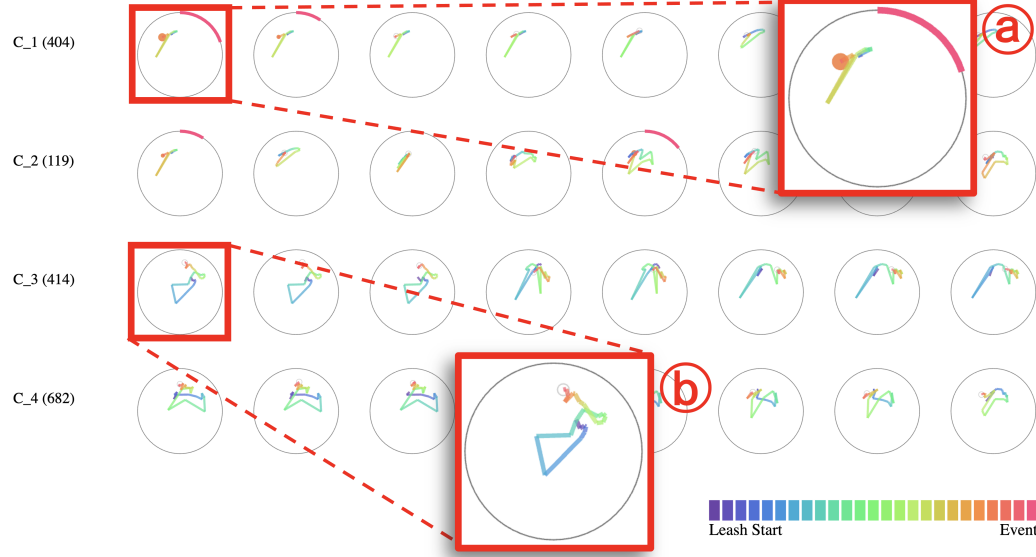 C_1 (404)
a
C_2 (119)
C_3 (414)
b
C_4 (682)
Leash Start
Event